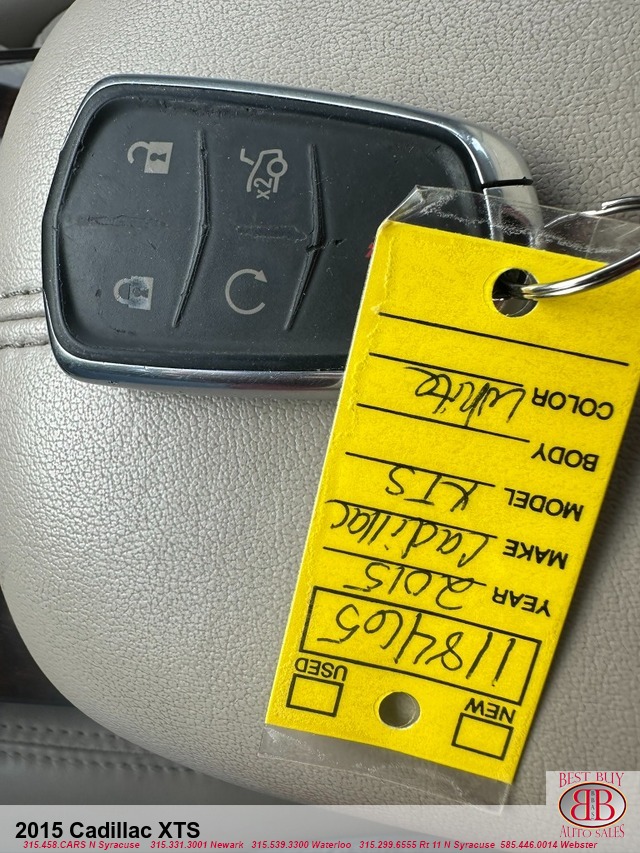 x2
NEW
USED
118465
YEAR 2015
MAKE Cadillac
MODEL XTS
BODY
COLOR White
BEST BUY
BAB
AUTO SALES
2015 Cadillac XTS
315.458.CARS N Syracuse 315.331.3001 Newark 315.539.3300 Waterloo 315.299.6555 Rt 11 N Syracuse 585.446.0014 Webster